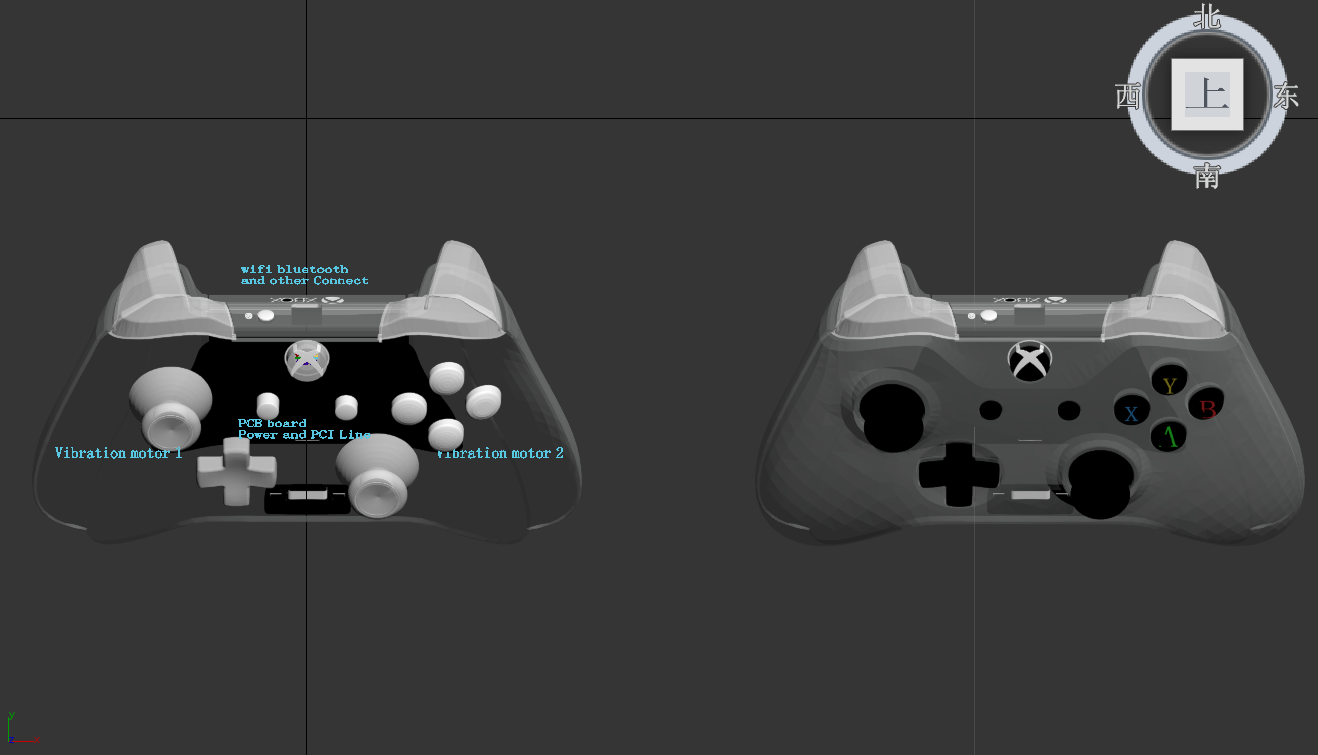 北
西
上
东
南
wifi bluetooth
and other Connect
PCB board
Power and PCI Line
Vibration motor 1
Vibration motor 2
Y
X
B
A
y
x